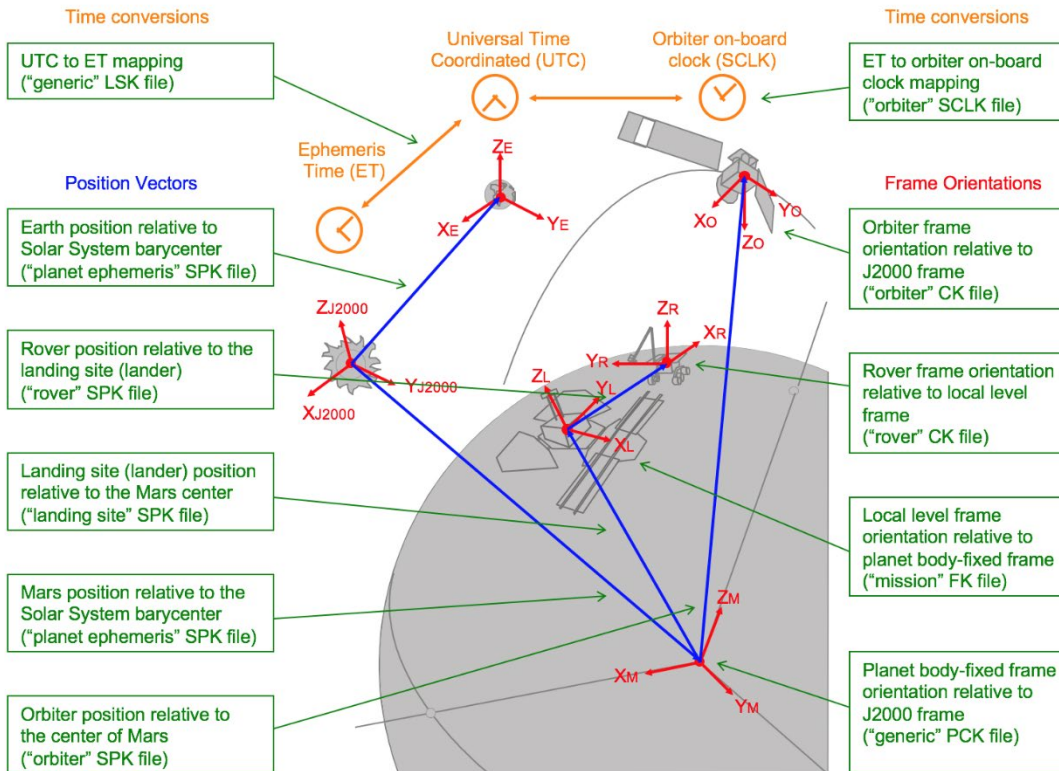 Time conversions
UTC to ET mapping
("generic" LSK file)
Universal Time
Coordinated (UTC)
Orbiter on-board
clock (SCLK)
Time conversions
ET to orbiter on-board
clock mapping
("orbiter" SCLK file)
Ephemeris
Time (ET)
Position Vectors
Earth position relative to
Solar System barycenter
("planet ephemeris" SPK file)
Rover position relative to the
landing site (lander)
("rover" SPK file)
Landing site (lander) position
relative to the Mars center
("landing site" SPK file)
Mars position relative to the
Solar System barycenter
("planet ephemeris" SPK file)
Orbiter position relative to
the center of Mars
("orbiter" SPK file)
ZE
XE
YE
XO
YO
ZO
ZJ2000
YJ2000
XJ2000
ZR
XR
YR
ZL
YL
XL
ZM
XM
YM
Frame Orientations
Orbiter frame
orientation relative to
J2000 frame
("orbiter" CK file)
Rover frame orientation
relative to local level
frame
("rover" CK file)
Local level frame
orientation relative to
planet body-fixed frame
("mission" FK file)
Planet body-fixed frame
orientation relative to
J2000 frame
("generic" PCK file)